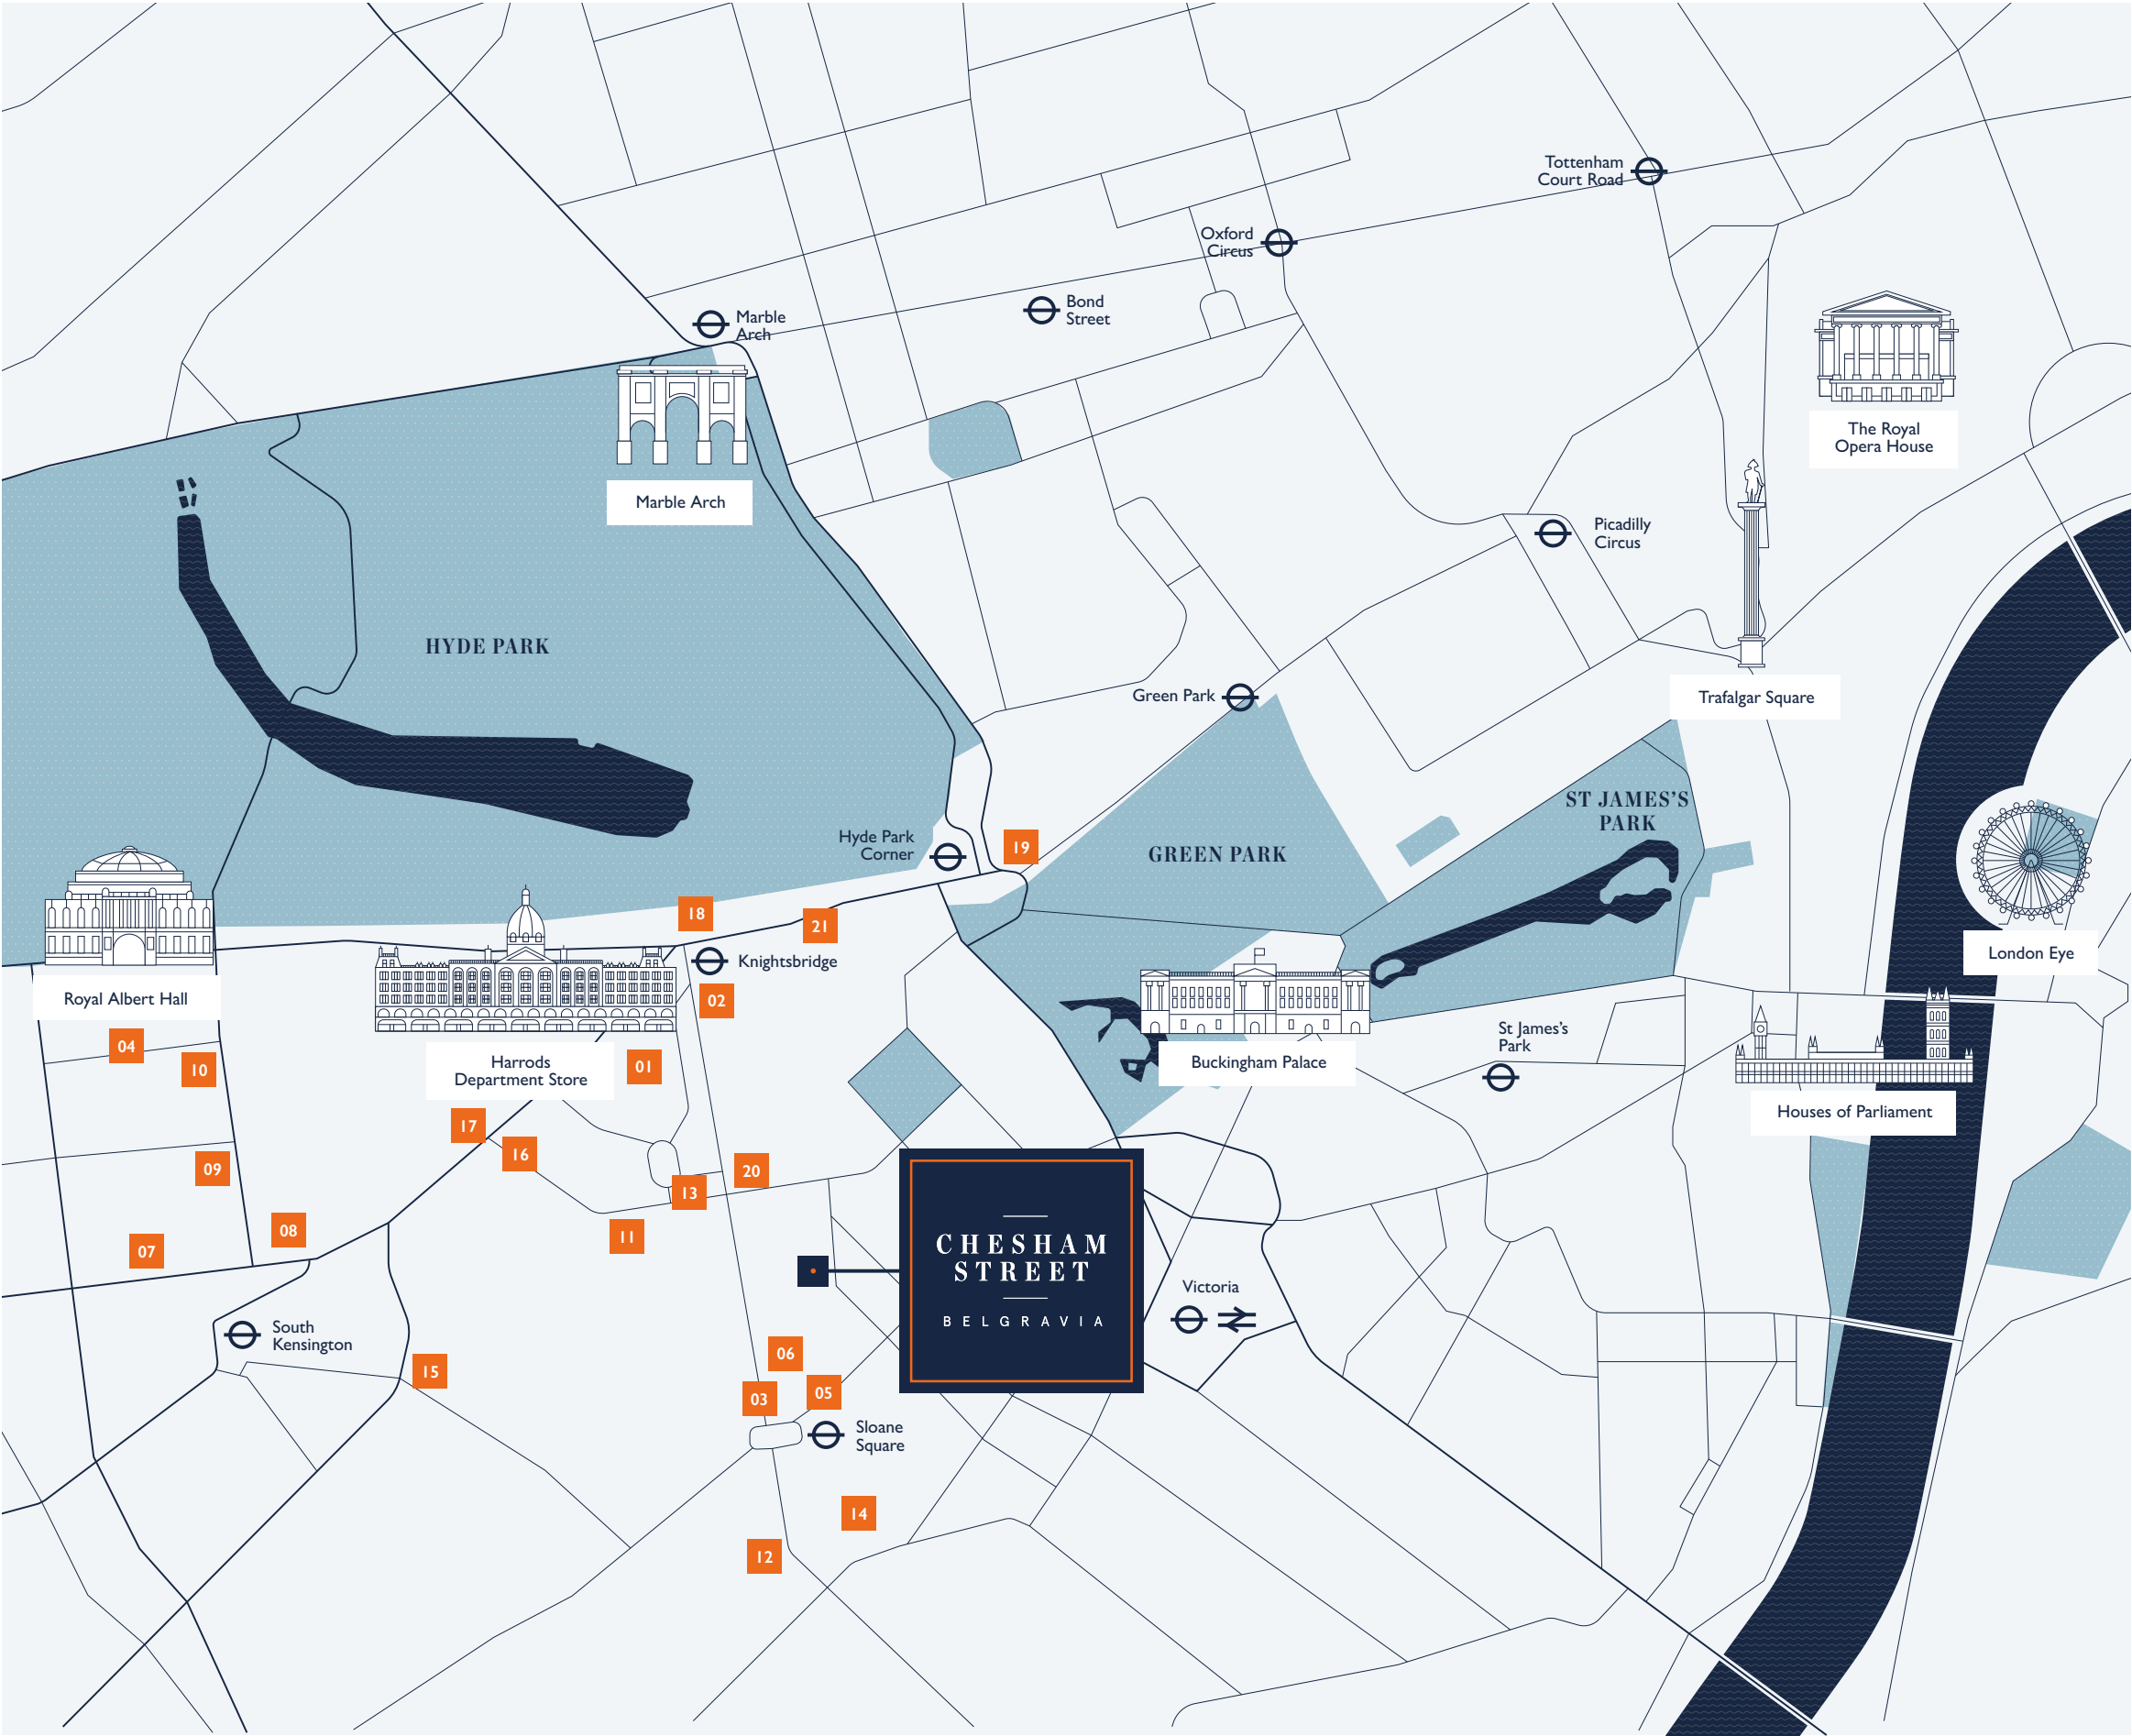 Tottenham
Court Road
Oxford
Circus
Bond
Street
Marble
Arch
The Royal
Opera House
Marble Arch
Picadilly
Circus
HYDE PARK
Green Park
Trafalgar Square
ST JAMES'S
PARK
Hyde Park
Corner
19
GREEN PARK
18
21
London Eye
Knightsbridge
Royal Albert Hall
02
St James's
Park
04
10
Harrods
Department Store
01
Buckingham Palace
Houses of Parliament
17
16
09
20
13
08
11
07
CHESHAM
STREET
BELGRAVIA
Victoria
South
Kensington
15
06
03
05
Sloane
Square
14
12